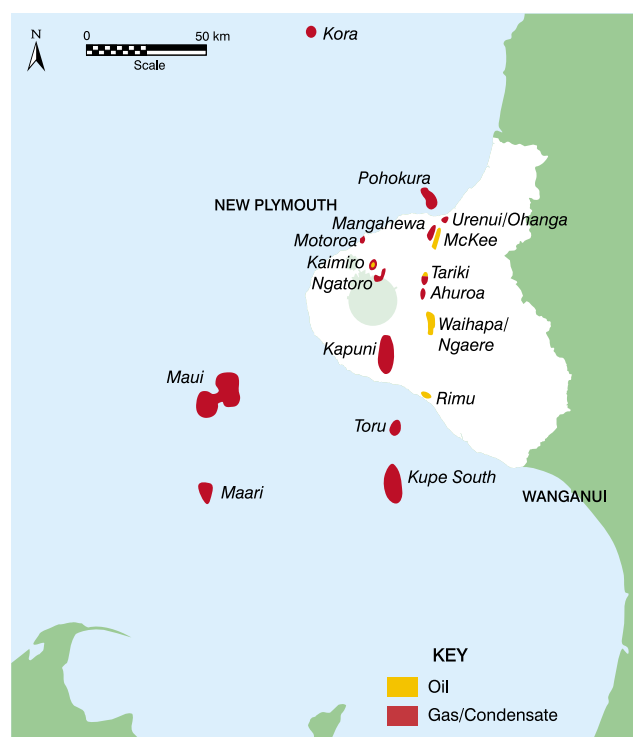 N
0 50 km
Scale
Kora
Pohokura
NEW PLYMOUTH
Urenui/Ohanga
Mangahewa
McKee
Motoroa
Kaimiro
Tariki
Ngatoro
Ahuroa
Waihapa/
Ngaere
Kapuni
Maui
Rimu
Toru
Kupe South
Maari
WANGANUI
KEY
Oil
Gas/Condensate